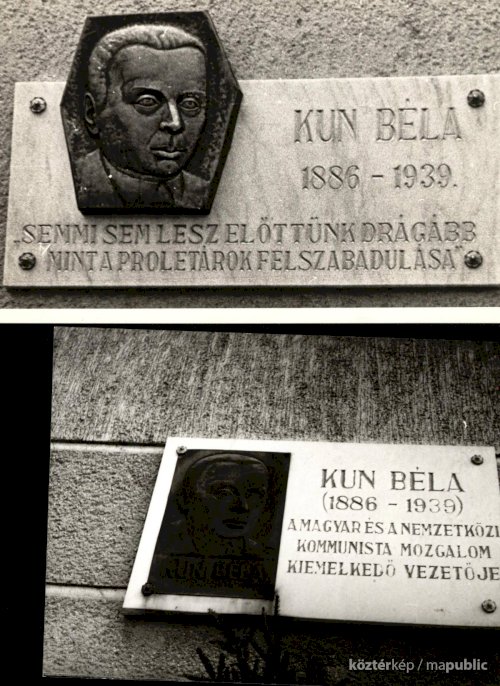 KUN BÉLA
1886 - 1939.
„SEMMI SEM LESZ ELŐTTÜNK DRÁGÁBB
MINT A PROLETÁROK FELSZABADULÁSA”
KUN BÉLA
(1886 - 1939)
A MAGYAR ÉS A NEMZETKÖZI
KOMMUNISTA MOZGALOM
KIEMELKEDŐ VEZETŐJE
KUN BÉLA
köztérkép / mapublic